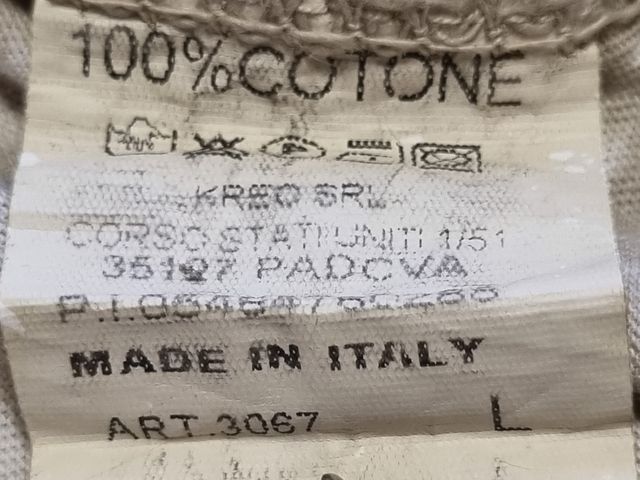 100%COTONE
KREO SRL
CORSO STATI UNITI 1/51
35127 PADOVA
MADE IN ITALY
ART.3067 L